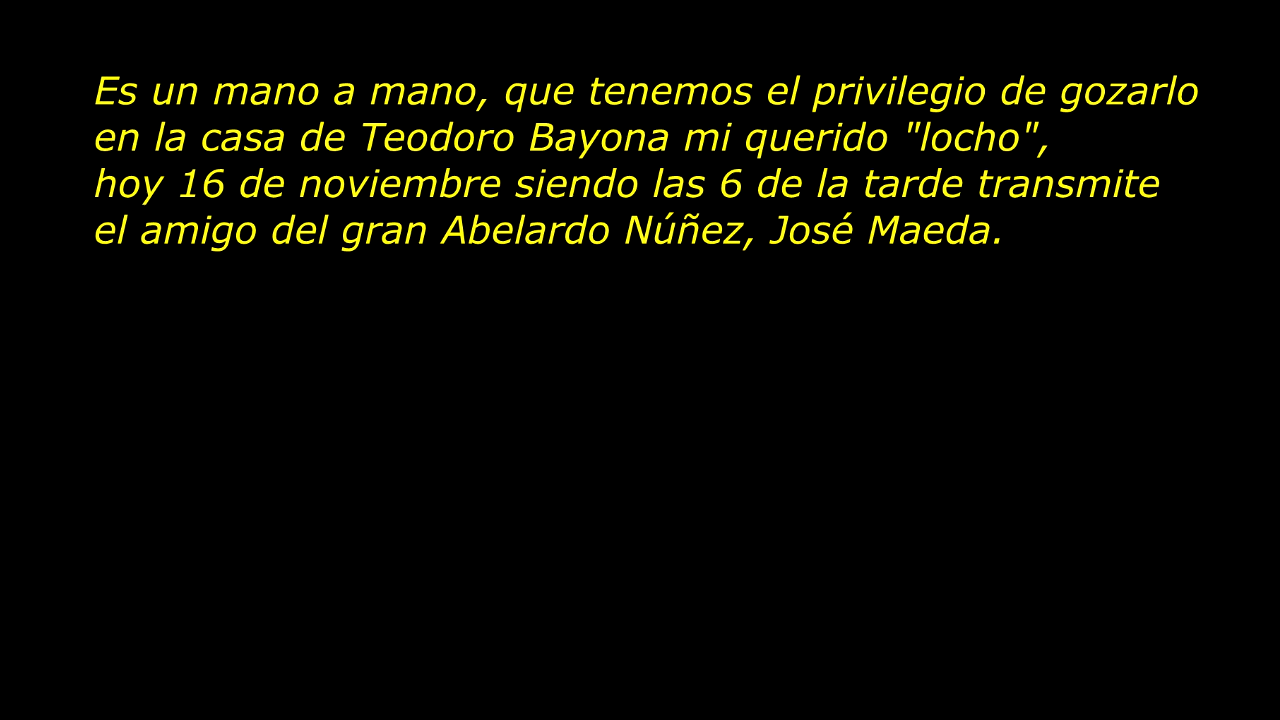 Es un mano a mano, que tenemos el privilegio de gozarlo
en la casa de Teodoro Bayona mi querido "locho",
hoy 16 de noviembre siendo las 6 de la tarde transmite
el amigo del gran Abelardo Núñez, José Maeda.